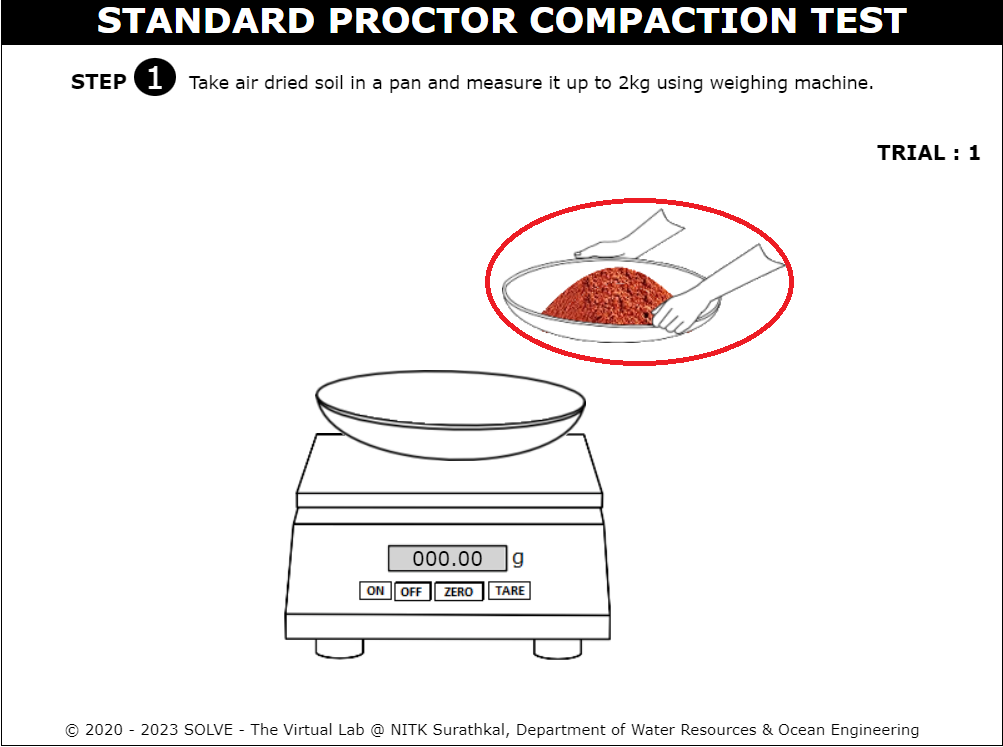 STANDARD PROCTOR COMPACTION TEST
STEP 1 Take air dried soil in a pan and measure it up to 2kg using weighing machine.
TRIAL : 1
000.00 g
ON OFF ZERO TARE
© 2020 - 2023 SOLVE - The Virtual Lab @ NITK Surathkal, Department of Water Resources & Ocean Engineering